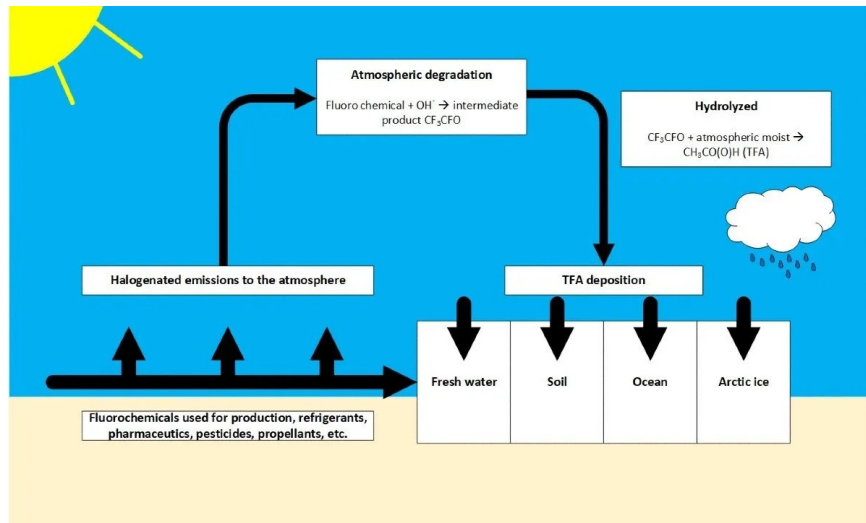 Atmospheric degradation
Fluoro chemical + OH˙ → intermediate
product CF₃CFO
Hydrolyzed
CF₃CFO + atmospheric moist →
CH₃CO(O)H (TFA)
Halogenated emissions to the atmosphere
TFA deposition
Fresh water
Soil
Ocean
Arctic ice
Fluorochemicals used for production, refrigerants,
pharmaceutics, pesticides, propellants, etc.